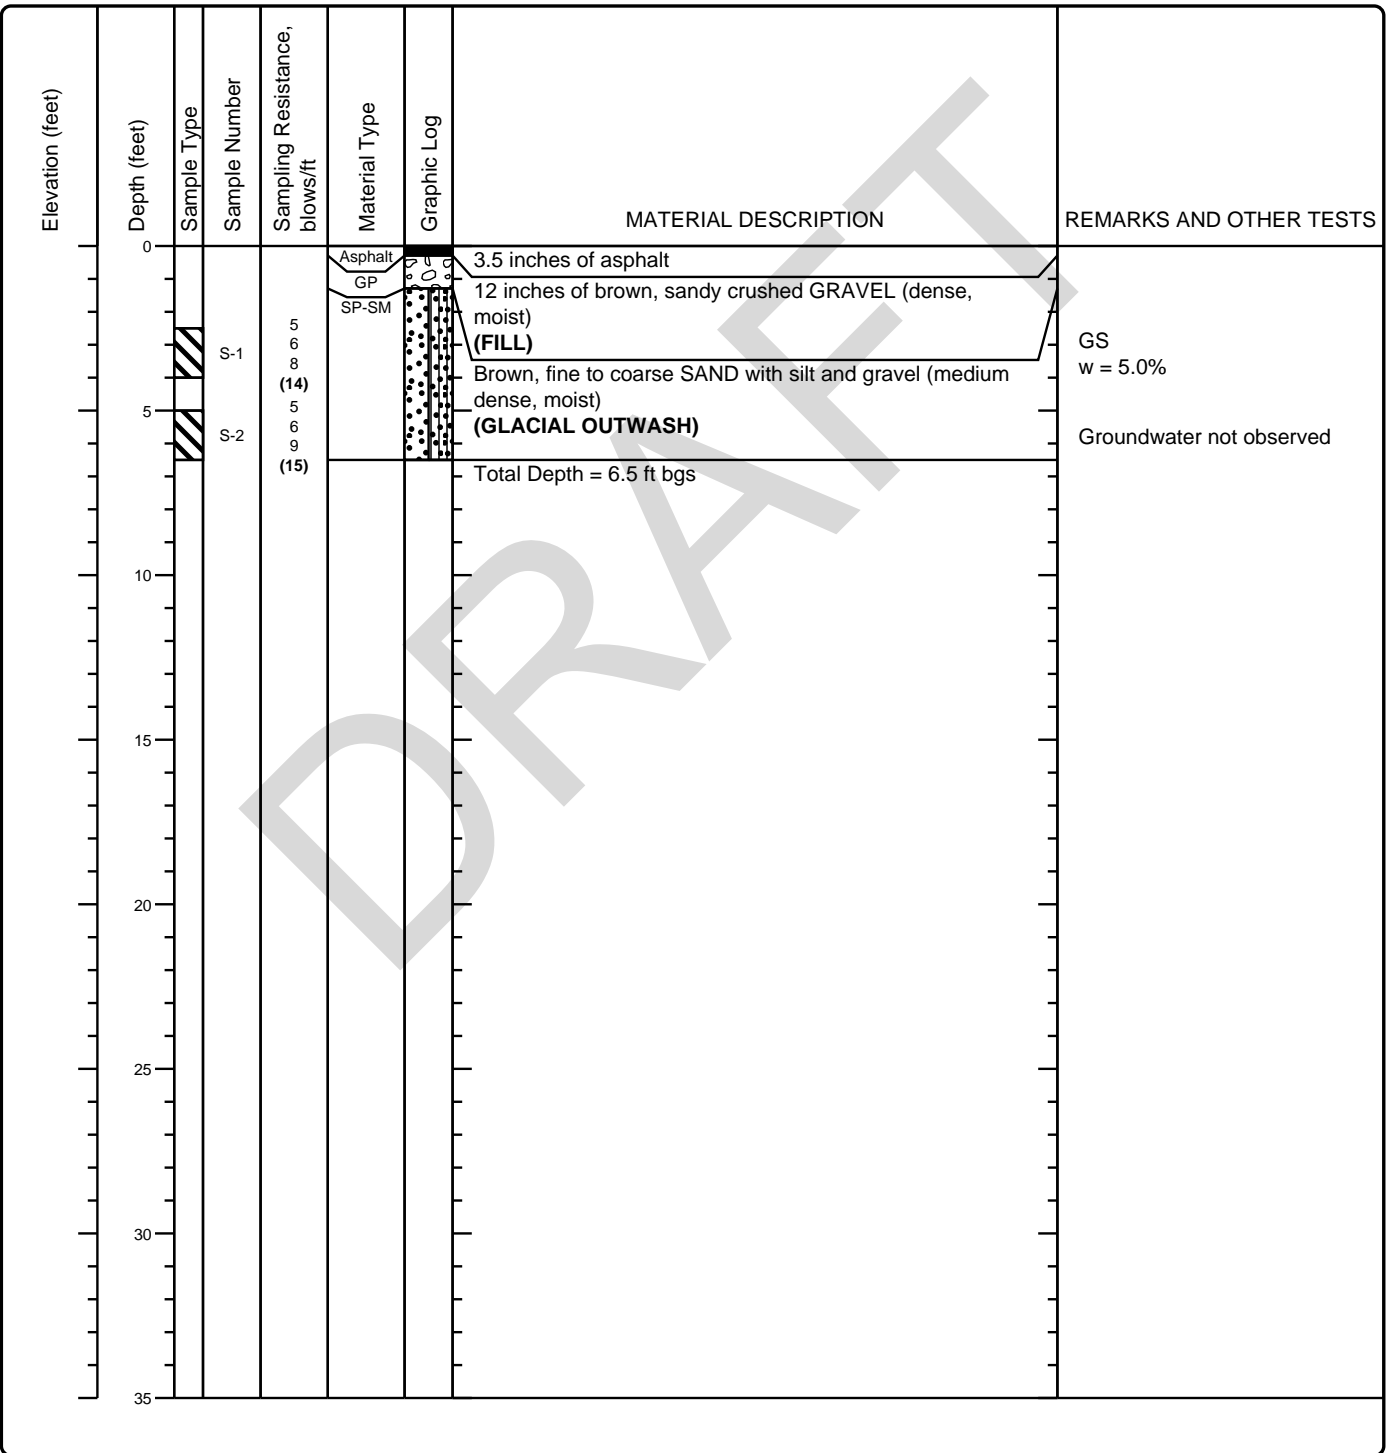 Elevation (feet)
Depth (feet)
Sample Type
Sample Number
Sampling Resistance,
blows/ft
Material Type
Graphic Log
MATERIAL DESCRIPTION
REMARKS AND OTHER TESTS
0
Asphalt
3.5 inches of asphalt
GP
12 inches of brown, sandy crushed GRAVEL (dense,
moist)
(FILL)
SP-SM
S-1
5
6
8
(14)
GS
w = 5.0%
Brown, fine to coarse SAND with silt and gravel (medium
dense, moist)
(GLACIAL OUTWASH)
5
S-2
5
6
9
(15)
Groundwater not observed
Total Depth = 6.5 ft bgs
10
15
20
25
30
35
DRAFT